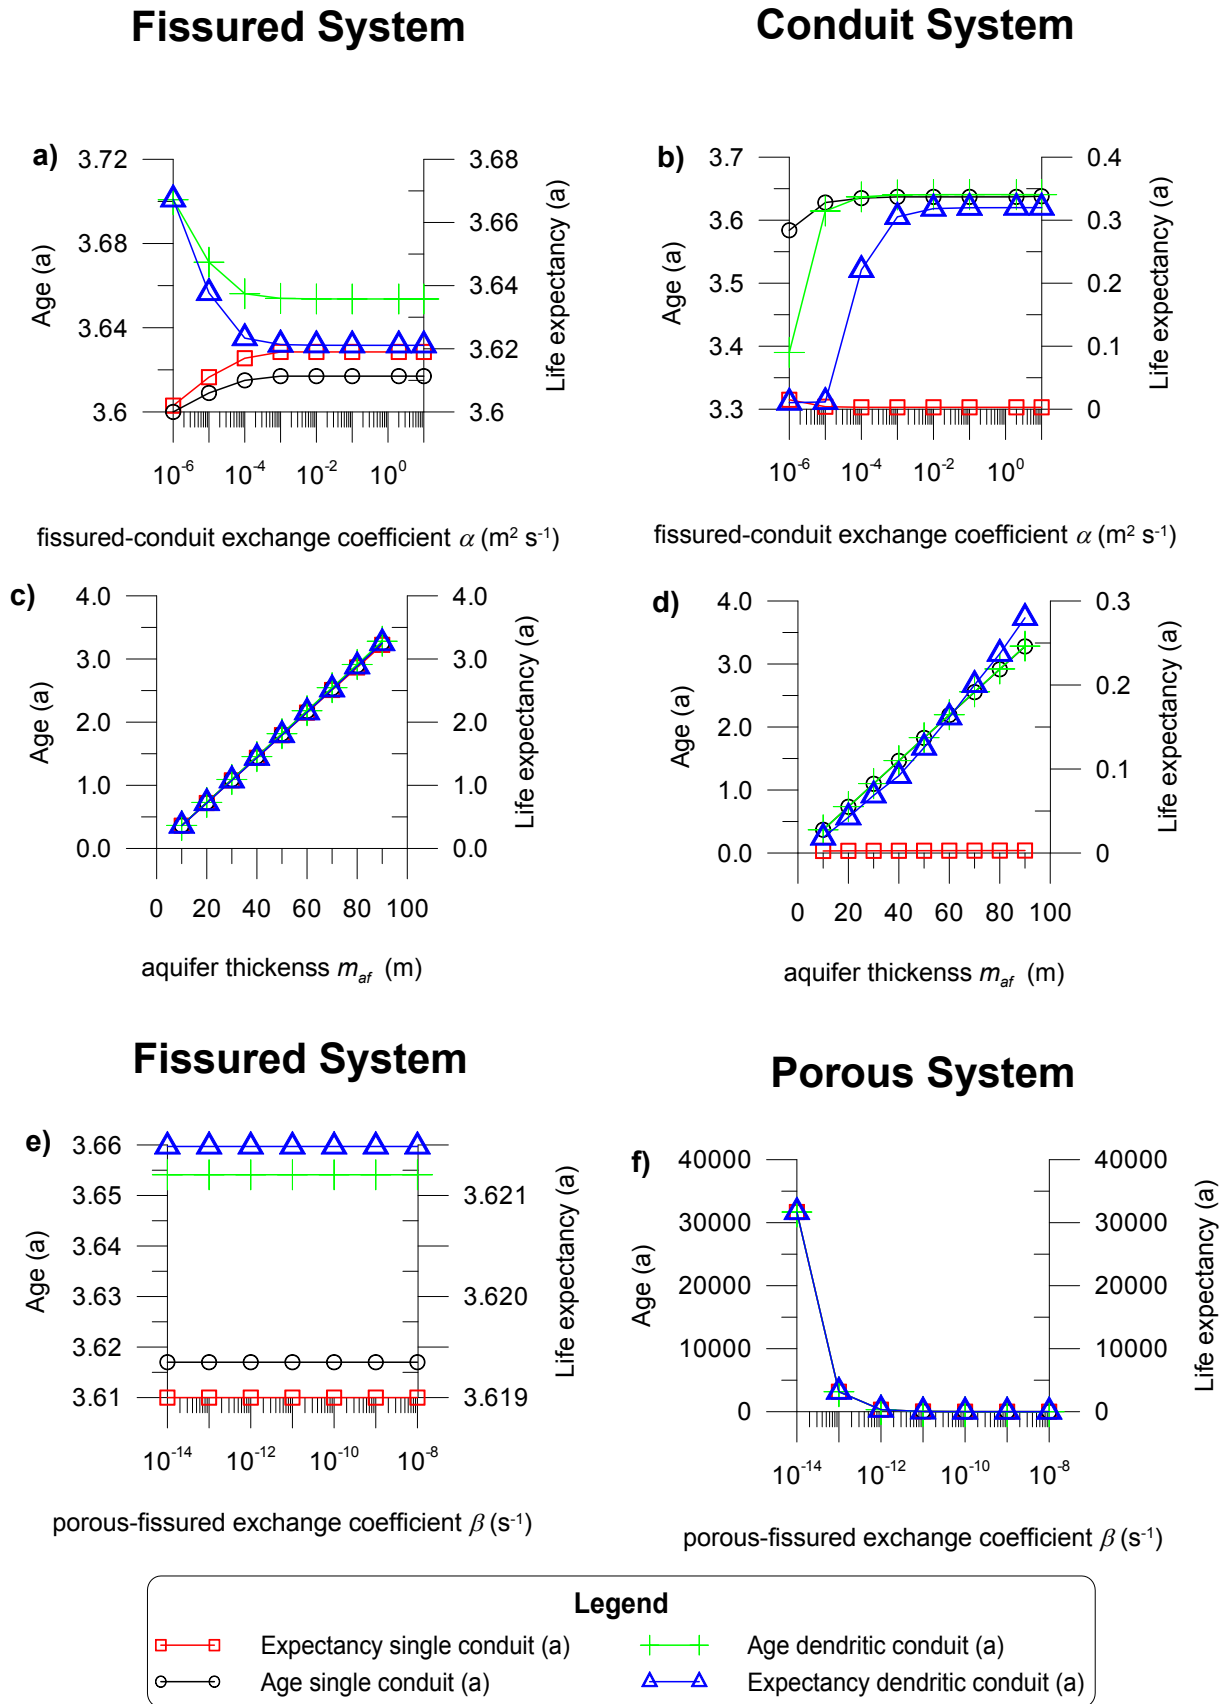 Fissured System
Conduit System
a)
3.72
3.68
3.64
3.6
3.68
3.66
3.64
3.62
3.6
Age (a)
Life expectancy (a)
10-6
10-4
10-2
100
fissured-conduit exchange coefficient α (m2 s-1)
b)
3.7
3.6
3.5
3.4
3.3
0.4
0.3
0.2
0.1
0
Age (a)
Life expectancy (a)
10-6
10-4
10-2
100
fissured-conduit exchange coefficient α (m2 s-1)
c)
4.0
3.0
2.0
1.0
0.0
4.0
3.0
2.0
1.0
0.0
Age (a)
Life expectancy (a)
0 20 40 60 80 100
aquifer thickenss maf (m)
d)
4.0
3.0
2.0
1.0
0.0
0.3
0.2
0.1
0
Age (a)
Life expectancy (a)
0 20 40 60 80 100
aquifer thickenss maf (m)
Fissured System
Porous System
e)
3.66
3.65
3.64
3.63
3.62
3.61
3.621
3.620
3.619
Age (a)
Life expectancy (a)
10-14
10-12
10-10
10-8
porous-fissured exchange coefficient β (s-1)
f)
40000
30000
20000
10000
0
40000
30000
20000
10000
0
Age (a)
Life expectancy (a)
10-14
10-12
10-10
10-8
porous-fissured exchange coefficient β (s-1)
Legend
Expectancy single conduit (a)
Age dendritic conduit (a)
Age single conduit (a)
Expectancy dendritic conduit (a)